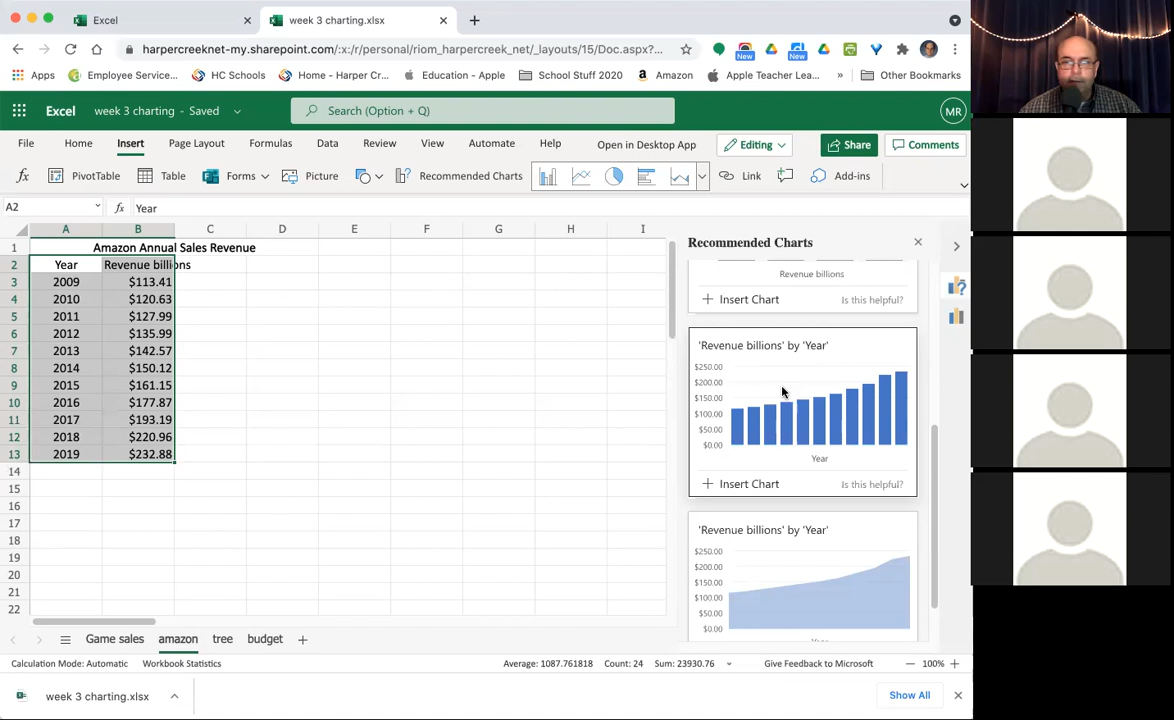 Excel
week 3 charting.xlsx
harpercreeknet-my.sharepoint.com/:x:/r/personal/riom_harpercreek_net/_layouts/15/Doc.aspx?...
New
New
Apps
Employee Service...
HC Schools
Home - Harper Cr...
Education - Apple
School Stuff 2020
Amazon
Apple Teacher Lea...
»
Other Bookmarks
Excel
week 3 charting - Saved
Search (Option + Q)
MR
File Home Insert Page Layout Formulas Data Review View Automate Help Open in Desktop App Editing Share Comments
fx PivotTable Table Forms Picture Recommended Charts Link Add-ins
A2 fx Year
A B C D E F G H I
1 Amazon Annual Sales Revenue
2 Year Revenue billions
3 2009 $113.41
4 2010 $120.63
5 2011 $127.99
6 2012 $135.99
7 2013 $142.57
8 2014 $150.12
9 2015 $161.15
10 2016 $177.87
11 2017 $193.19
12 2018 $220.96
13 2019 $232.88
14
15
16
17
18
19
20
21
22
Recommended Charts
Revenue billions
+ Insert Chart Is this helpful?
'Revenue billions' by 'Year'
$250.00
$200.00
$150.00
$100.00
$50.00
$0.00
Year
+ Insert Chart Is this helpful?
'Revenue billions' by 'Year'
$250.00
$200.00
$150.00
$100.00
$50.00
$0.00
Game sales amazon tree budget
Calculation Mode: Automatic Workbook Statistics Average: 1087.761818 Count: 24 Sum: 23930.76 Give Feedback to Microsoft 100%
week 3 charting.xlsx
Show All